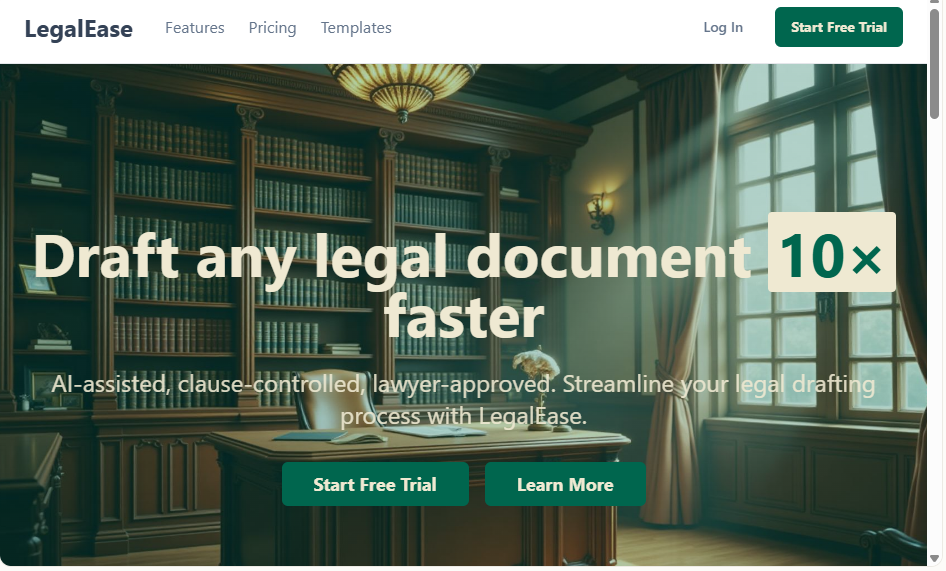 LegalEase
Features
Pricing
Templates
Log In
Start Free Trial
Draft any legal document 10×
faster
AI-assisted, clause-controlled, lawyer-approved. Streamline your legal drafting
process with LegalEase.
Start Free Trial
Learn More